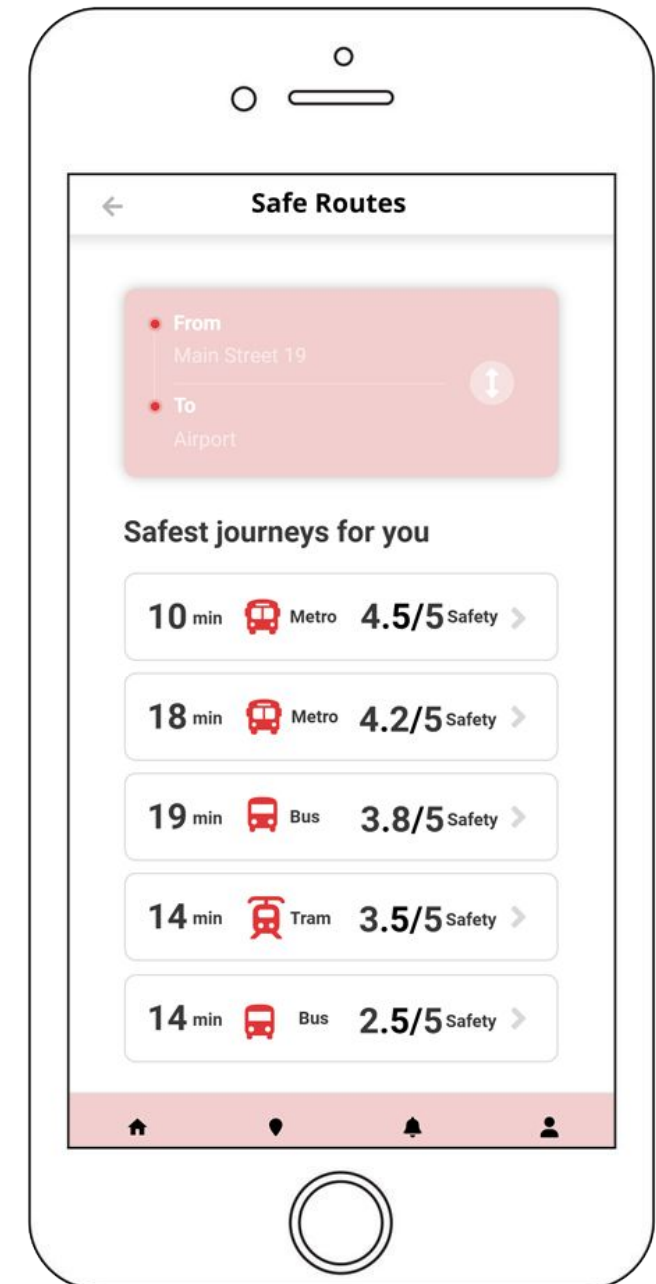 Safe Routes
From
Main Street 19
To
Airport
Safest journeys for you
10 min Metro 4.5/5 Safety
18 min Metro 4.2/5 Safety
19 min Bus 3.8/5 Safety
14 min Tram 3.5/5 Safety
14 min Bus 2.5/5 Safety